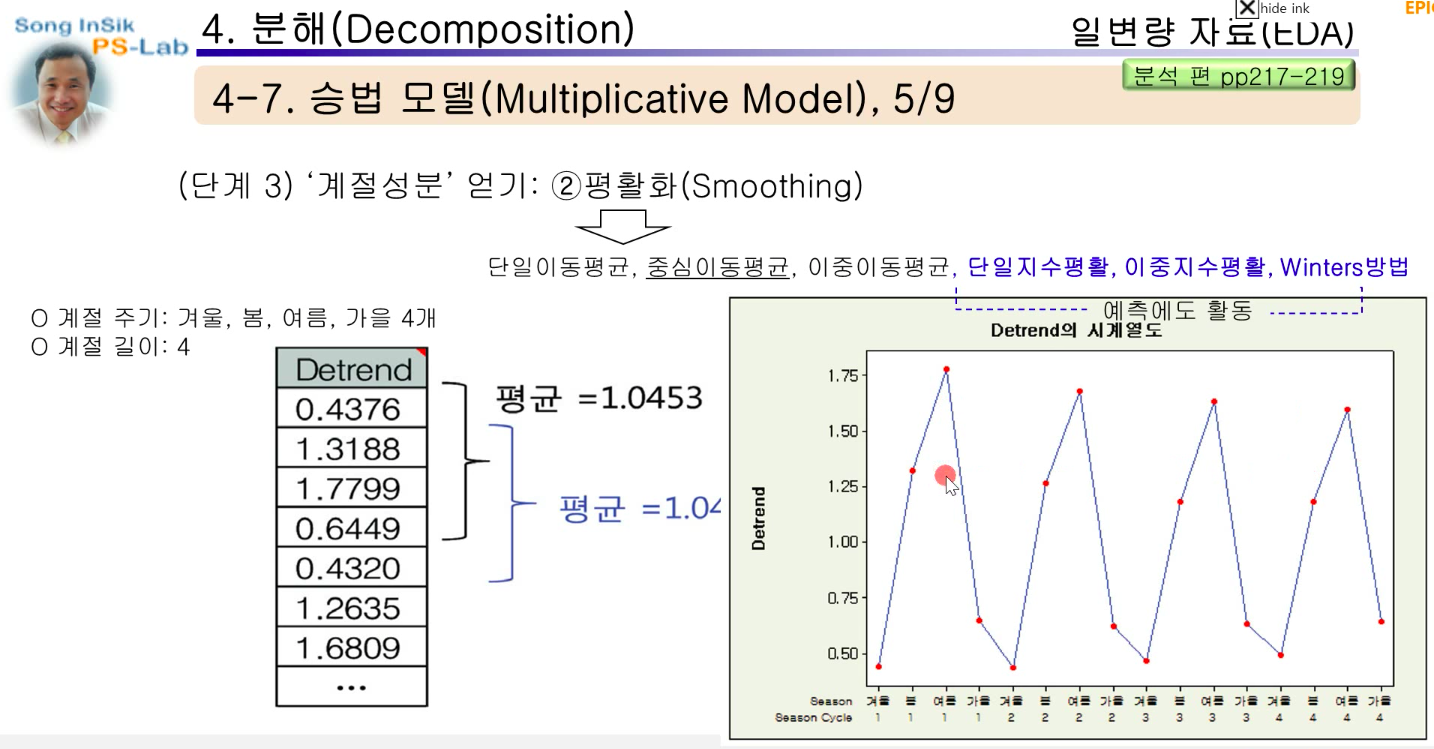 Song InSik
PS-Lab
4. 분해(Decomposition)
일변량 자료(EDA)
hide ink
분석 편 pp217-219
4-7. 승법 모델(Multiplicative Model), 5/9
(단계 3) ‘계절성분’ 얻기: ②평활화(Smoothing)
단일이동평균, 중심이동평균, 이중이동평균, 단일지수평활, 이중지수평활, Winters방법
예측에도 활동
O 계절 주기: 겨울, 봄, 여름, 가을 4개
O 계절 길이: 4
Detrend
0.4376
1.3188
1.7799
0.6449
0.4320
1.2635
1.6809
...
평균 =1.0453
평균 =1.04
Detrend의 시계열도
Detrend
1.75
1.50
1.25
1.00
0.75
0.50
Season 겨울 봄 여름 가을 겨울 봄 여름 가을 겨울 봄 여름 가을 겨울 봄 여름 가을
Season Cycle 1 1 1 1 2 2 2 2 3 3 3 3 4 4 4 4